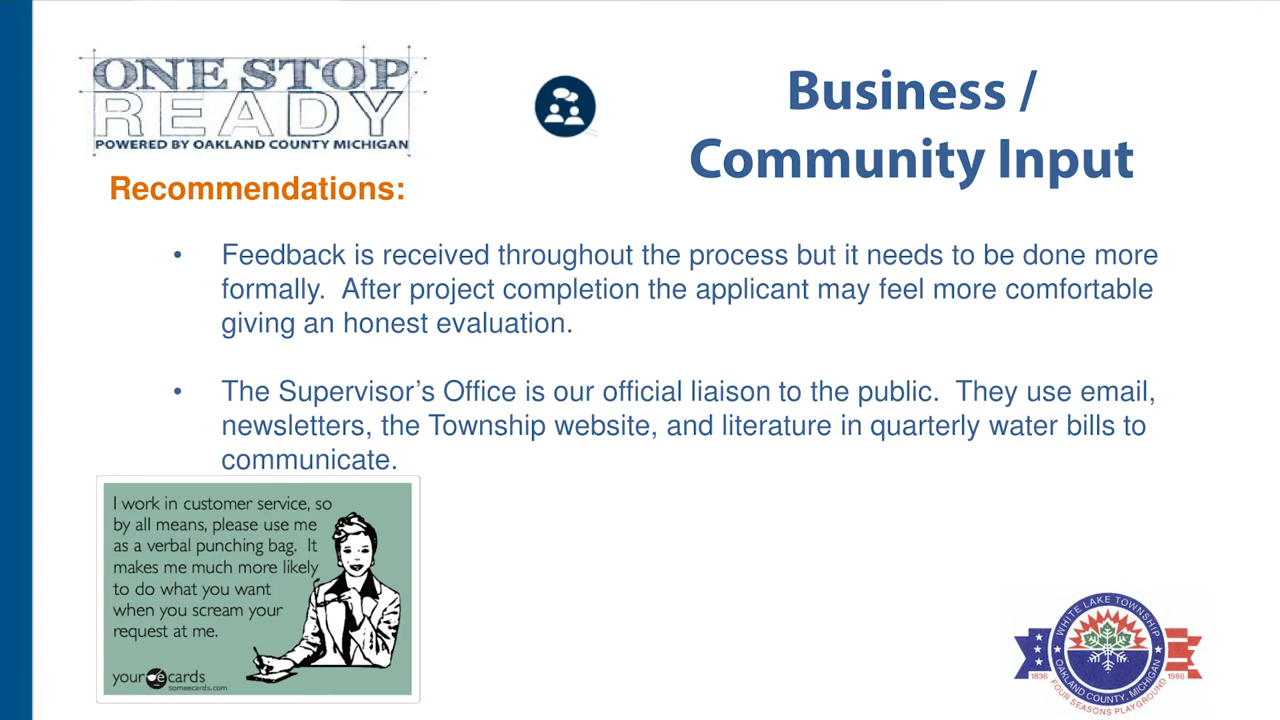 ONE STOP
READY
POWERED BY OAKLAND COUNTY MICHIGAN
Business /
Community Input
Recommendations:
• Feedback is received throughout the process but it needs to be done more
formally.  After project completion the applicant may feel more comfortable
giving an honest evaluation.
• The Supervisor’s Office is our official liaison to the public.  They use email,
newsletters, the Township website, and literature in quarterly water bills to
communicate.
I work in customer service, so
by all means, please use me
as a verbal punching bag.  It
makes me much more likely
to do what you want
when you scream your
request at me.
your e cards
someecards.com
WHITE LAKE TOWNSHIP
OAKLAND COUNTY, MICHIGAN
1836
1986
FOUR SEASONS PLAYGROUND